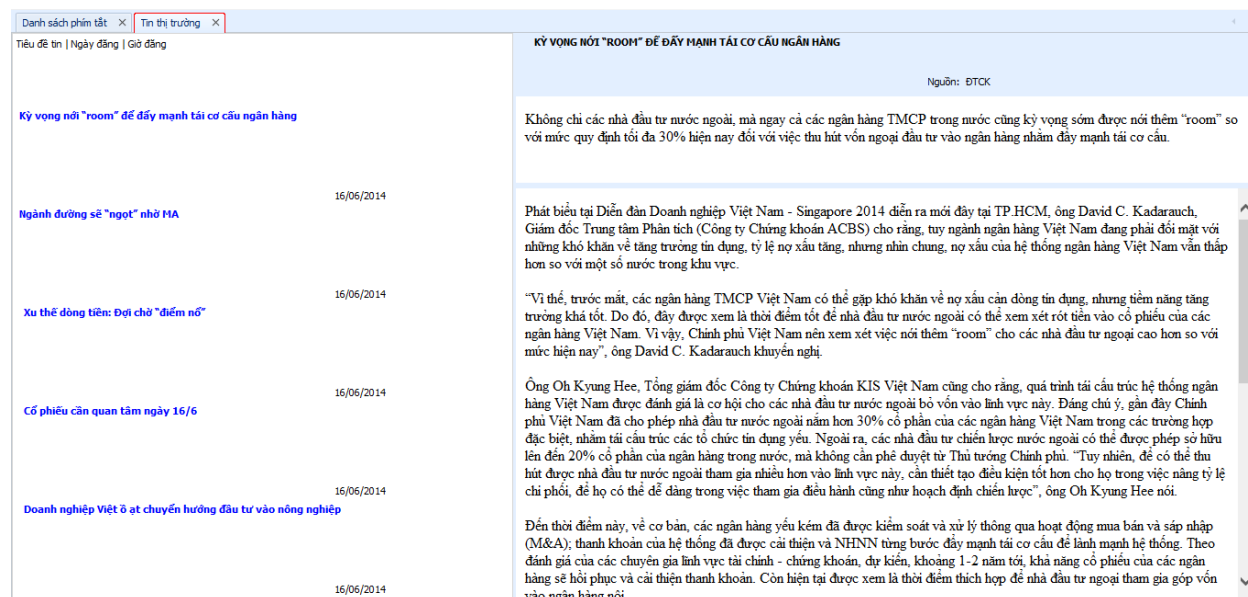 Danh sách phím tắt
Tin thị trường
Tiêu đề tin | Ngày đăng | Giờ đăng
Kỳ vọng nới "room" để đẩy mạnh tái cơ cấu ngân hàng
16/06/2014
Ngành đường sẽ "ngọt" nhờ MA
16/06/2014
Xu thế dòng tiền: Đợi chờ "điểm nổ"
16/06/2014
Cổ phiếu cần quan tâm ngày 16/6
16/06/2014
Doanh nghiệp Việt ồ ạt chuyển hướng đầu tư vào nông nghiệp
16/06/2014
KỲ VỌNG NỚI "ROOM" ĐỂ ĐẨY MẠNH TÁI CƠ CẤU NGÂN HÀNG
Nguồn: ĐTCK
Không chỉ các nhà đầu tư nước ngoài, mà ngay cả các ngân hàng TMCP trong nước cũng kỳ vọng sớm được nới thêm “room” so
với mức quy định tối đa 30% hiện nay đối với việc thu hút vốn ngoại đầu tư vào ngân hàng nhằm đẩy mạnh tái cơ cấu.
Phát biểu tại Diễn đàn Doanh nghiệp Việt Nam - Singapore 2014 diễn ra mới đây tại TP.HCM, ông David C. Kadarauch,
Giám đốc Trung tâm Phân tích (Công ty Chứng khoán ACBS) cho rằng, tuy ngành ngân hàng Việt Nam đang phải đối mặt với
những khó khăn về tăng trưởng tín dụng, tỷ lệ nợ xấu tăng, nhưng nhìn chung, nợ xấu của hệ thống ngân hàng Việt Nam vẫn thấp
hơn so với một số nước trong khu vực.
“Vì thế, trước mắt, các ngân hàng TMCP Việt Nam có thể gặp khó khăn về nợ xấu cản dòng tín dụng, nhưng tiềm năng tăng
trưởng khá tốt. Do đó, đây được xem là thời điểm tốt để nhà đầu tư nước ngoài có thể xem xét rót tiền vào cổ phiếu của các
ngân hàng Việt Nam. Vì vậy, Chính phủ Việt Nam nên xem xét việc nới thêm “room” cho các nhà đầu tư ngoại cao hơn so với
mức hiện nay”, ông David C. Kadarauch khuyến nghị.
Ông Oh Kyung Hee, Tổng giám đốc Công ty Chứng khoán KIS Việt Nam cũng cho rằng, quá trình tái cấu trúc hệ thống ngân
hàng Việt Nam được đánh giá là cơ hội cho các nhà đầu tư nước ngoài bỏ vốn vào lĩnh vực này. Đáng chú ý, gần đây Chính
phủ Việt Nam đã cho phép nhà đầu tư nước ngoài nắm hơn 30% cổ phần của các ngân hàng Việt Nam trong các trường hợp
đặc biệt, nhằm tái cấu trúc các tổ chức tín dụng yếu. Ngoài ra, các nhà đầu tư chiến lược nước ngoài có thể được phép sở hữu
lên đến 20% cổ phần của ngân hàng trong nước, mà không cần phê duyệt từ Thủ tướng Chính phủ. “Tuy nhiên, để có thể thu
hút được nhà đầu tư nước ngoài tham gia nhiều hơn vào lĩnh vực này, cần thiết tạo điều kiện tốt hơn cho họ trong việc nâng tỷ lệ
chi phối, để họ có thể dễ dàng trong việc tham gia điều hành cũng như hoạch định chiến lược”, ông Oh Kyung Hee nói.
Đến thời điểm này, về cơ bản, các ngân hàng yếu kém đã được kiểm soát và xử lý thông qua hoạt động mua bán và sáp nhập
(M&A); thanh khoản của hệ thống đã được cải thiện và NHNN từng bước đẩy mạnh tái cơ cấu để lành mạnh hệ thống. Theo
đánh giá của các chuyên gia lĩnh vực tài chính - chứng khoán, dự kiến, khoảng 1-2 năm tới, khả năng cổ phiếu của các ngân
hàng sẽ hồi phục và cải thiện thanh khoản. Còn hiện tại được xem là thời điểm thích hợp để nhà đầu tư ngoại tham gia góp vốn
vào ngân hàng nội.